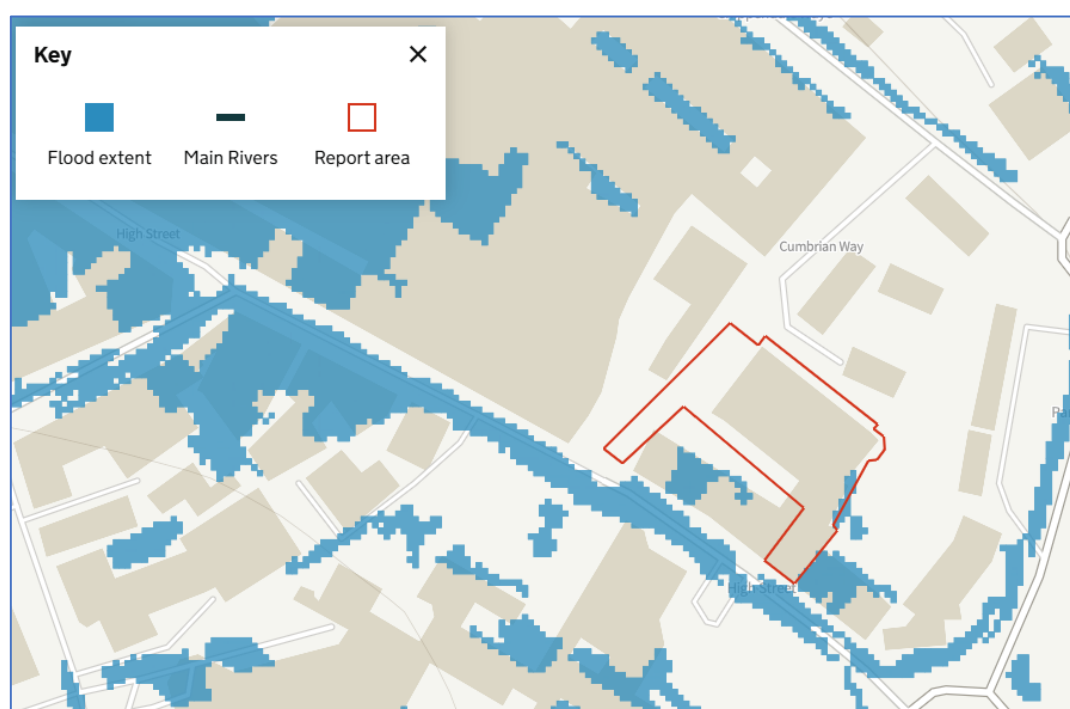 Key
Flood extent
Main Rivers
Report area
High Street
Cumbrian Way
High Street